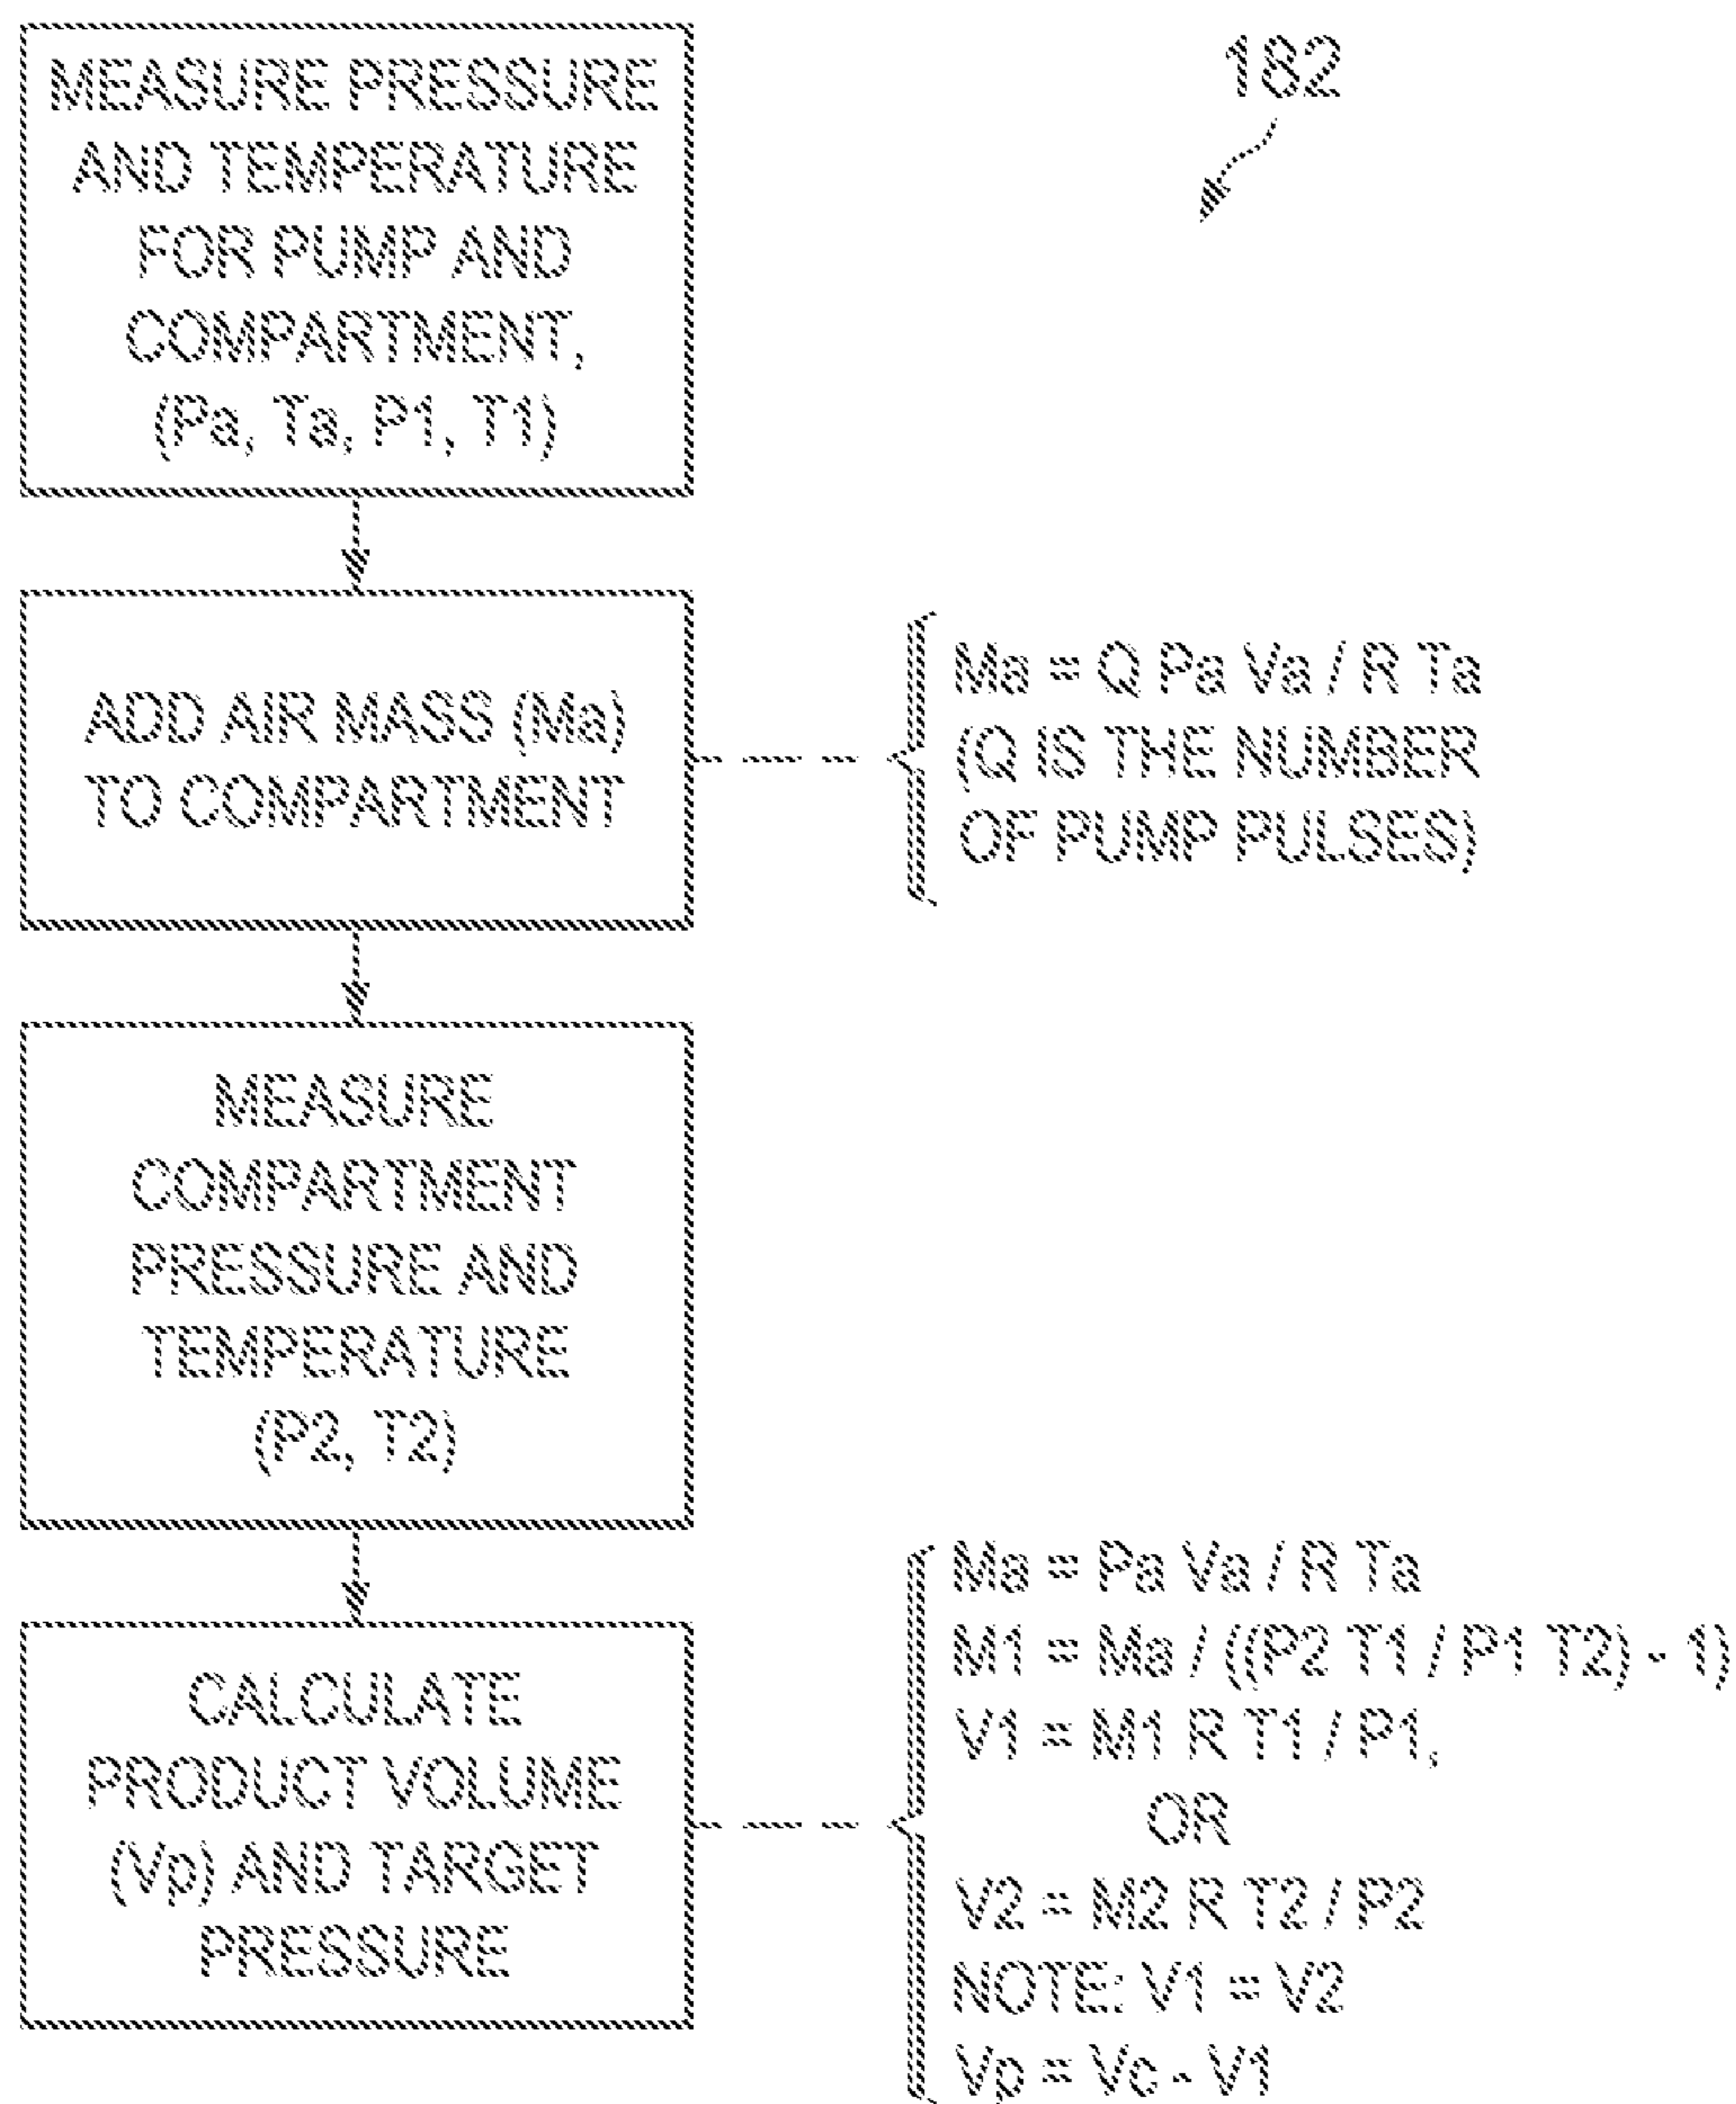 182
MEASURE PRESSURE
AND TEMPERATURE
FOR PUMP AND
COMPARTMENT,
(Pa, Ta, P1, T1)
ADD AIR MASS (Ma)
TO COMPARTMENT
Ma = Q Pa Va / R Ta
(Q IS THE NUMBER
OF PUMP PULSES)
MEASURE
COMPARTMENT
PRESSURE AND
TEMPERATURE
(P2, T2)
CALCULATE
PRODUCT VOLUME
(Vp) AND TARGET
PRESSURE
Ma = Pa Va / R Ta
M1 = Ma / ((P2 T1 / P1 T2) - 1)
V1 = M1 R T1 / P1,
OR
V2 = M2 R T2 / P2
NOTE: V1 = V2
Vp = Vc - V1